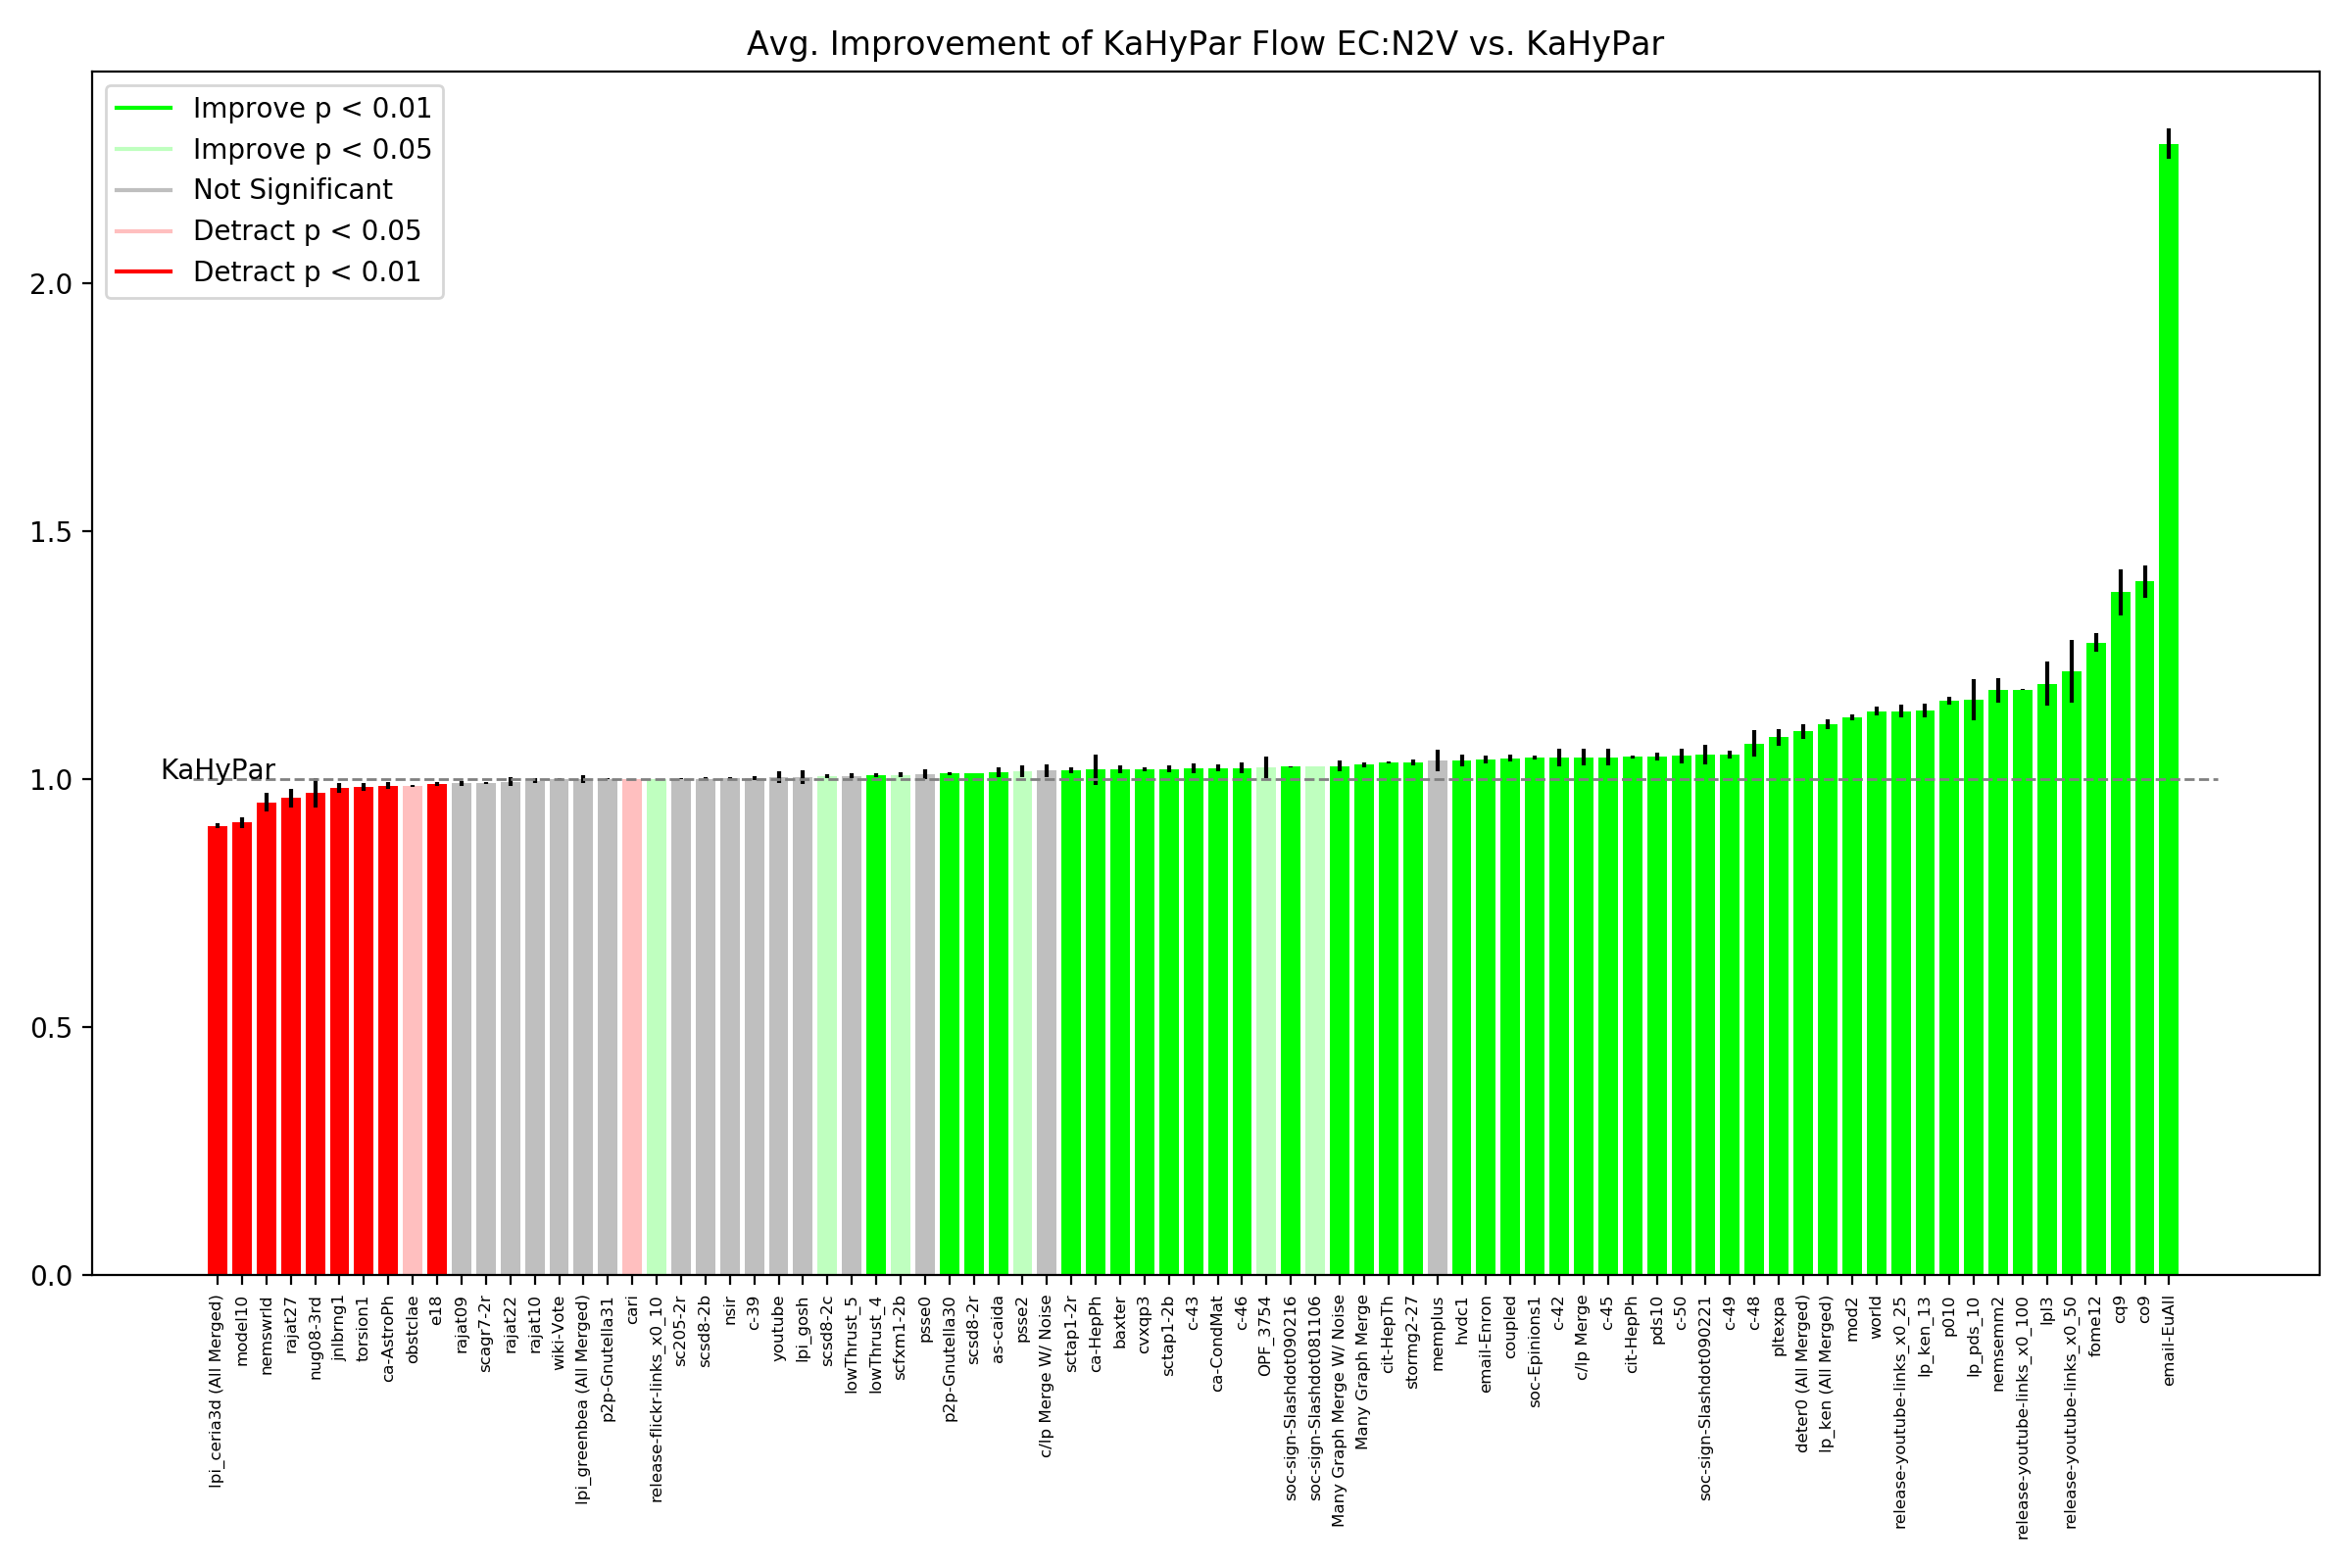 Avg. Improvement of KaHyPar Flow EC:N2V vs. KaHyPar
Improve p < 0.01
Improve p < 0.05
Not Significant
Detract p < 0.05
Detract p < 0.01
2.0
1.5
1.0
0.5
0.0
KaHyPar
lpi_ceria3d (All Merged)
model10
nemswrld
rajat27
nug08-3rd
jnlbrng1
torsion1
ca-AstroPh
obstclae
e18
rajat09
scagr7-2r
rajat22
rajat10
wiki-Vote
lpi_greenbea (All Merged)
p2p-Gnutella31
cari
release-flickr-links_x0_10
sc205-2r
scsd8-2b
nsir
c-39
youtube
lpi_gosh
scsd8-2c
lowThrust_5
lowThrust_4
scfxm1-2b
psse0
p2p-Gnutella30
scsd8-2r
as-caida
psse2
c/lp Merge W/ Noise
sctap1-2r
ca-HepPh
baxter
cvxqp3
sctap1-2b
c-43
ca-CondMat
c-46
OPF_3754
soc-sign-Slashdot090216
soc-sign-Slashdot081106
Many Graph Merge W/ Noise
Many Graph Merge
cit-HepTh
stormg2-27
memplus
hvdc1
email-Enron
coupled
soc-Epinions1
c-42
c/lp Merge
c-45
cit-HepPh
pds10
c-50
soc-sign-Slashdot090221
c-49
c-48
pltexpa
deter0 (All Merged)
lp_ken (All Merged)
mod2
world
release-youtube-links_x0_25
lp_ken_13
p010
lp_pds_10
nemsemm2
release-youtube-links_x0_100
lpl3
release-youtube-links_x0_50
fome12
cq9
co9
email-EuAll